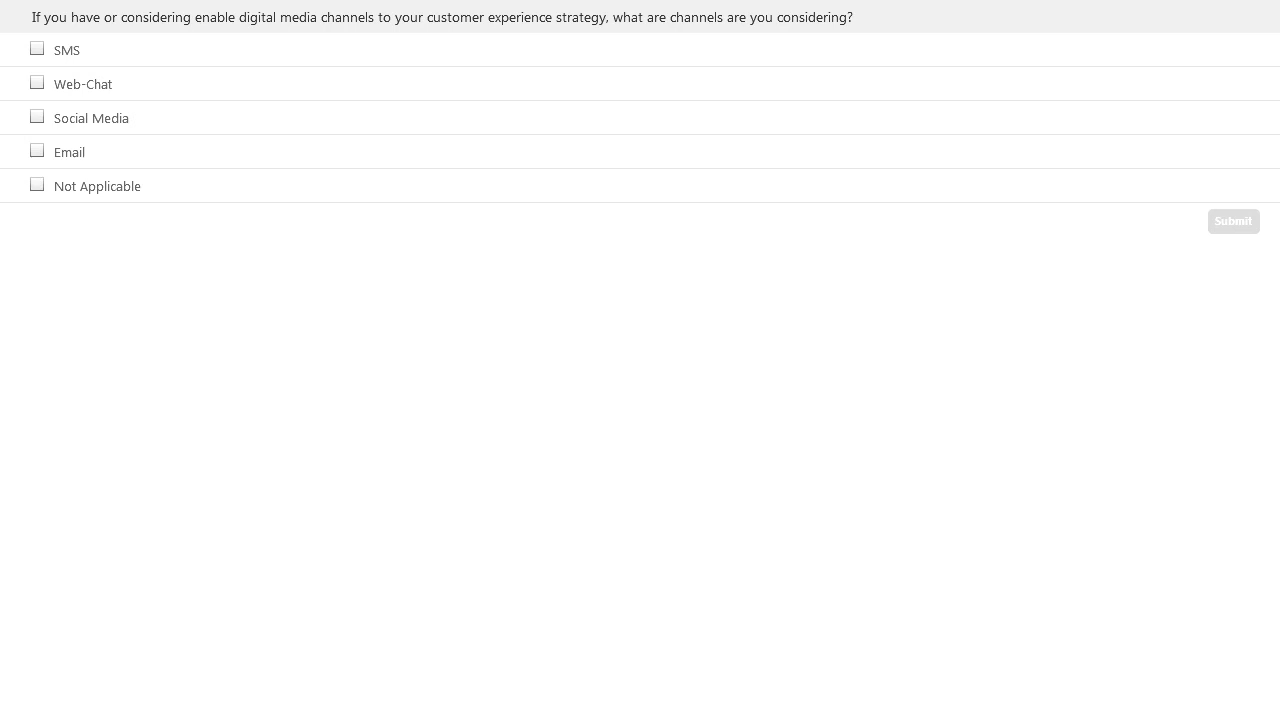 If you have or considering enable digital media channels to your customer experience strategy, what are channels are you considering?
SMS
Web-Chat
Social Media
Email
Not Applicable
Submit